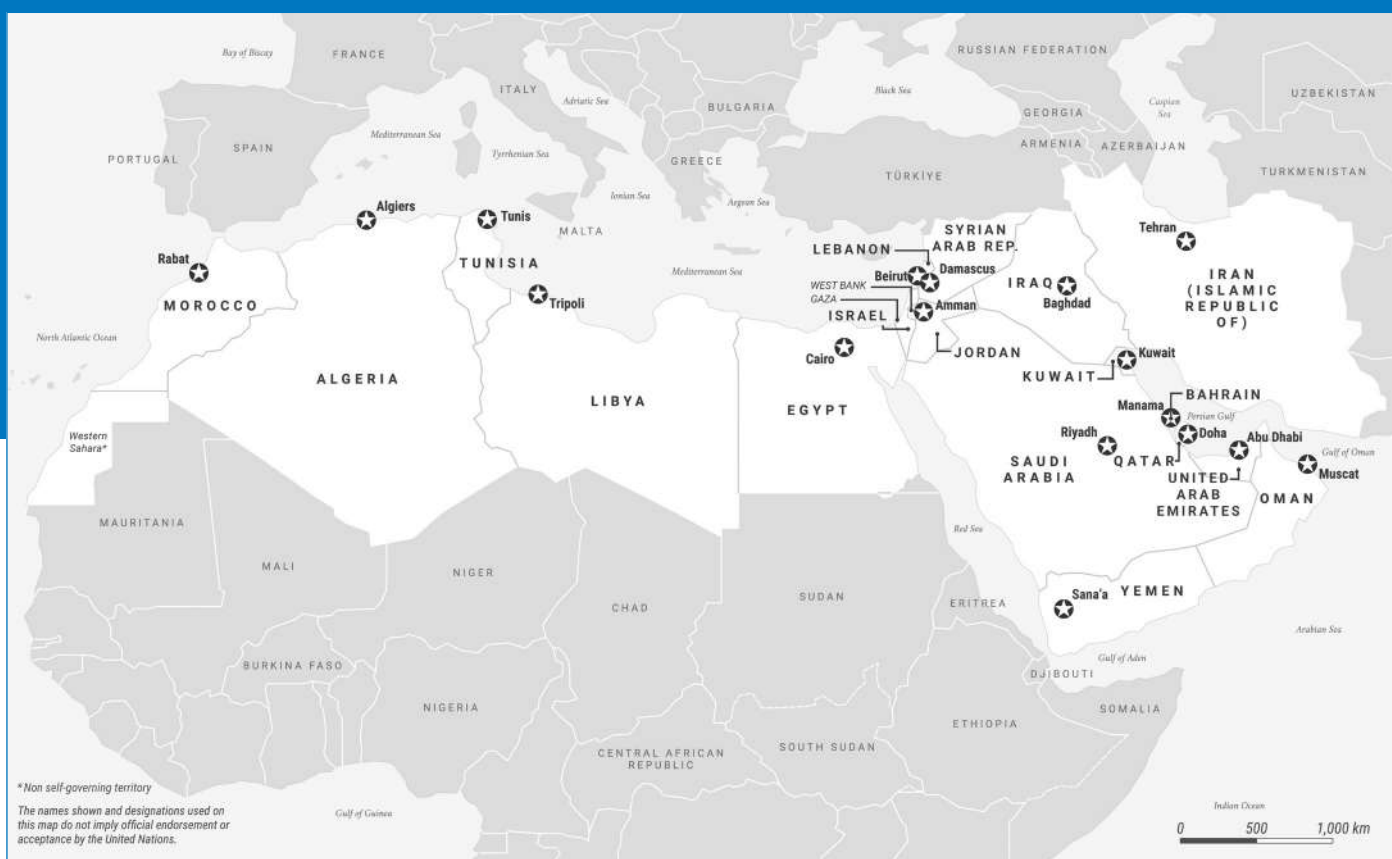 Bay of Biscay
FRANCE
RUSSIAN FEDERATION
ITALY
Adriatic Sea
Black Sea
Caspian
Sea
UZBEKISTAN
BULGARIA
GEORGIA
Mediterranean Sea
SPAIN
PORTUGAL
Tyrrhenian Sea
GREECE
ARMENIA
AZERBAIJAN
TÜRKİYE
TURKMENISTAN
Ionian Sea
Aegean Sea
Algiers
Tunis
MALTA
Tehran
SYRIAN
ARAB REP.
LEBANON
Rabat
TUNISIA
Mediterranean Sea
Beirut
Damascus
IRAQ
Baghdad
IRAN
(ISLAMIC
REPUBLIC
OF)
WEST BANK
GAZA
MOROCCO
Tripoli
Amman
ISRAEL
North Atlantic Ocean
Cairo
JORDAN
Kuwait
KUWAIT
ALGERIA
LIBYA
EGYPT
BAHRAIN
Manama
Persian Gulf
Western
Sahara*
Riyadh
Doha
Abu Dhabi
Gulf of Oman
SAUDI
ARABIA
QATAR
Muscat
UNITED
ARAB
EMIRATES
OMAN
MAURITANIA
Red Sea
MALI
NIGER
CHAD
SUDAN
ERITREA
Sana'a
YEMEN
Arabian Sea
BURKINA FASO
Gulf of Aden
DJIBOUTI
NIGERIA
SOMALIA
ETHIOPIA
CENTRAL AFRICAN
REPUBLIC
SOUTH SUDAN
*Non self-governing territory
The names shown and designations used on
this map do not imply official endorsement or
acceptance by the United Nations.
Gulf of Guinea
Indian Ocean
0 500 1,000 km